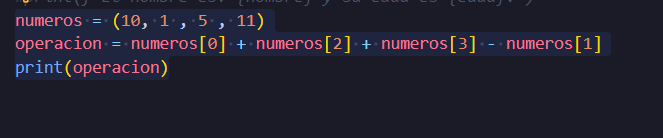 numeros = (10, 1 , 5 , 11)
operacion = numeros[0] + numeros[2] + numeros[3] - numeros[1]
print(operacion)